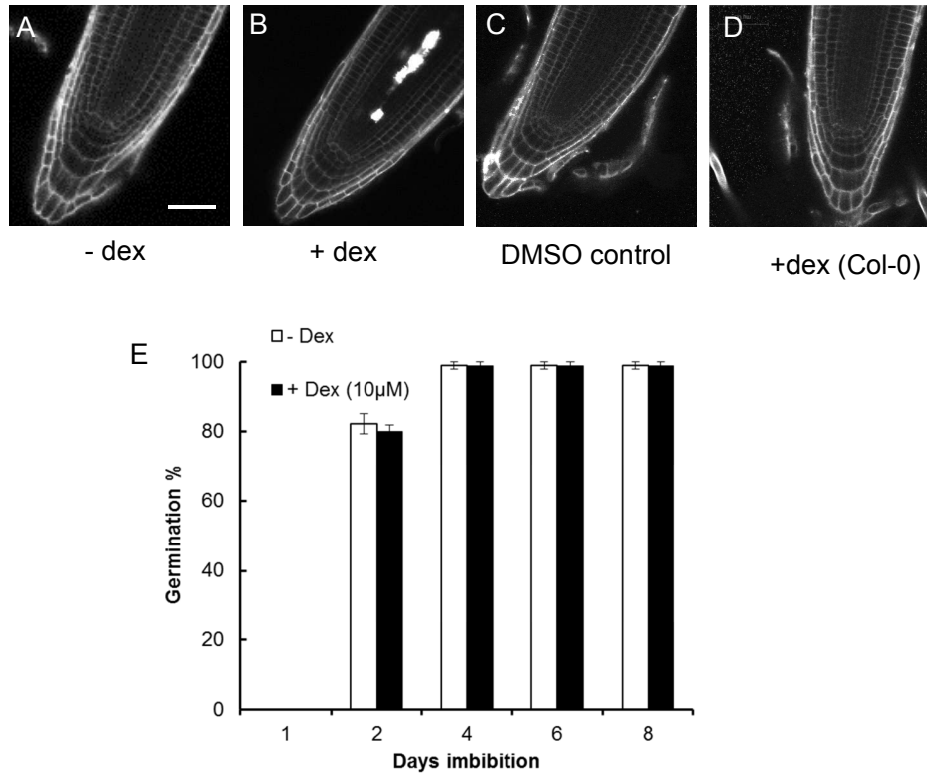 A
B
C
D
- dex
+ dex
DMSO control
+dex (Col-0)
E
- Dex
+ Dex (10µM)
Germination %
100
80
60
40
20
0
1 2 4 6 8
Days imbibition